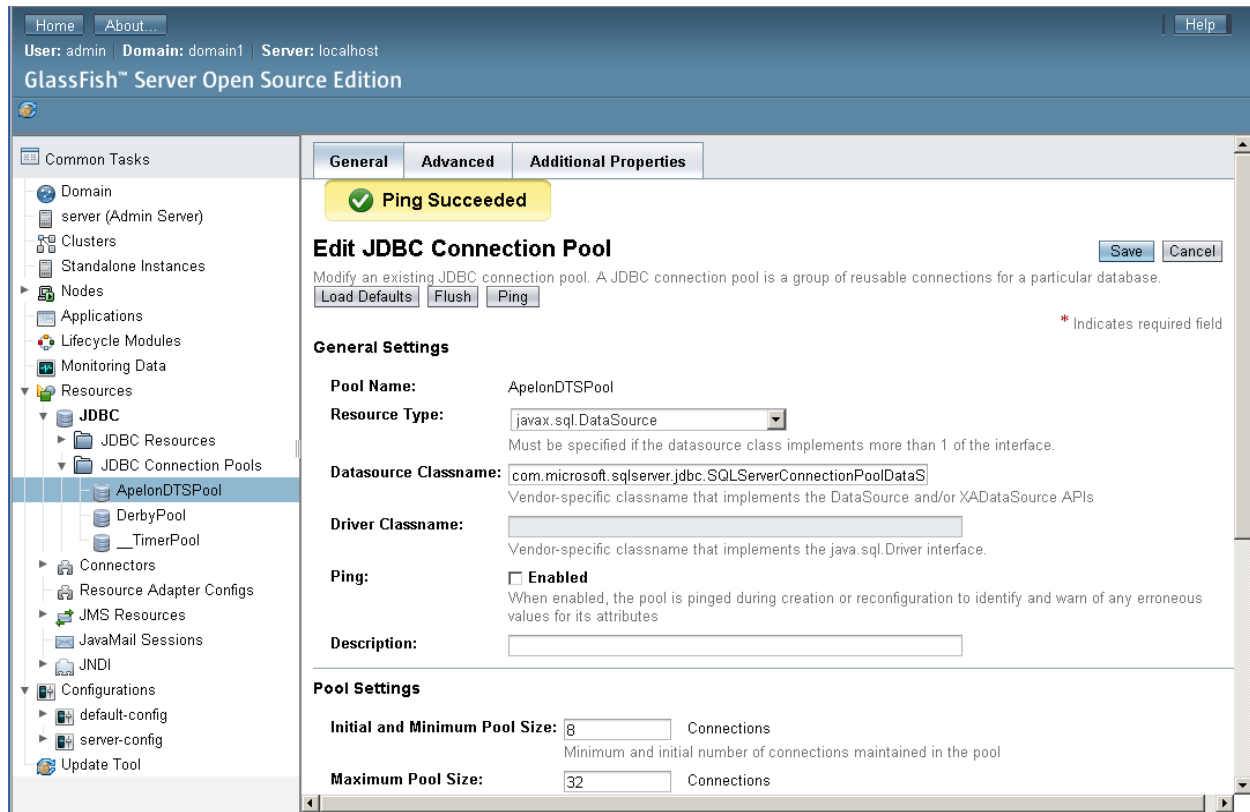 Home About...
Help
User: admin Domain: domain1 Server: localhost
GlassFish™ Server Open Source Edition
Common Tasks
Domain
server (Admin Server)
Clusters
Standalone Instances
Nodes
Applications
Lifecycle Modules
Monitoring Data
Resources
JDBC
JDBC Resources
JDBC Connection Pools
ApelonDTSPool
DerbyPool
__TimerPool
Connectors
Resource Adapter Configs
JMS Resources
JavaMail Sessions
JNDI
Configurations
default-config
server-config
Update Tool
General Advanced Additional Properties
Ping Succeeded
Edit JDBC Connection Pool
Save Cancel
Modify an existing JDBC connection pool. A JDBC connection pool is a group of reusable connections for a particular database.
Load Defaults Flush Ping
* Indicates required field
General Settings
Pool Name: ApelonDTSPool
Resource Type: javax.sql.DataSource
Must be specified if the datasource class implements more than 1 of the interface.
Datasource Classname: com.microsoft.sqlserver.jdbc.SQLServerConnectionPoolDataS
Vendor-specific classname that implements the DataSource and/or XADataSource APIs
Driver Classname:
Vendor-specific classname that implements the java.sql.Driver interface.
Ping: Enabled
When enabled, the pool is pinged during creation or reconfiguration to identify and warn of any erroneous
values for its attributes
Description:
Pool Settings
Initial and Minimum Pool Size: 8 Connections
Minimum and initial number of connections maintained in the pool
Maximum Pool Size: 32 Connections